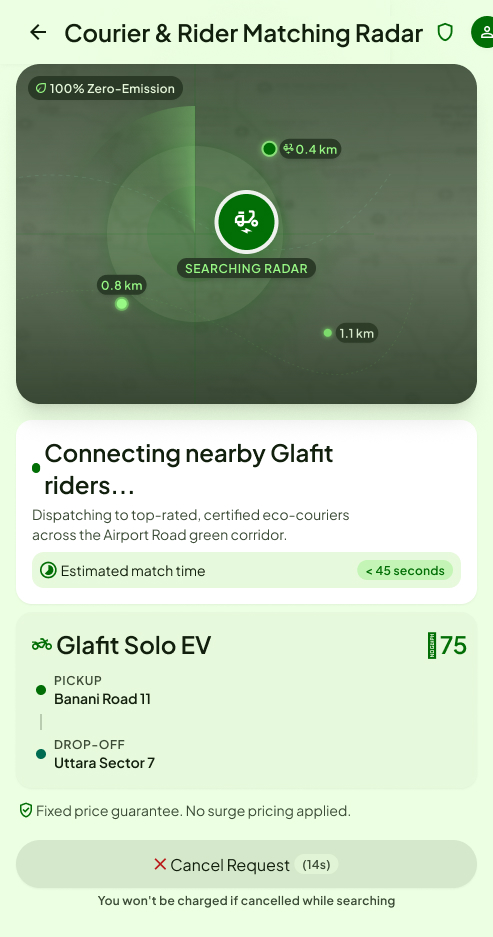 Courier & Rider Matching Radar
100% Zero-Emission
0.4 km
SEARCHING RADAR
0.8 km
1.1 km
Connecting nearby Glafit
riders...
Dispatching to top-rated, certified eco-couriers
across the Airport Road green corridor.
Estimated match time
< 45 seconds
Glafit Solo EV
75
PICKUP
Banani Road 11
DROP-OFF
Uttara Sector 7
Fixed price guarantee. No surge pricing applied.
Cancel Request (14s)
You won't be charged if cancelled while searching